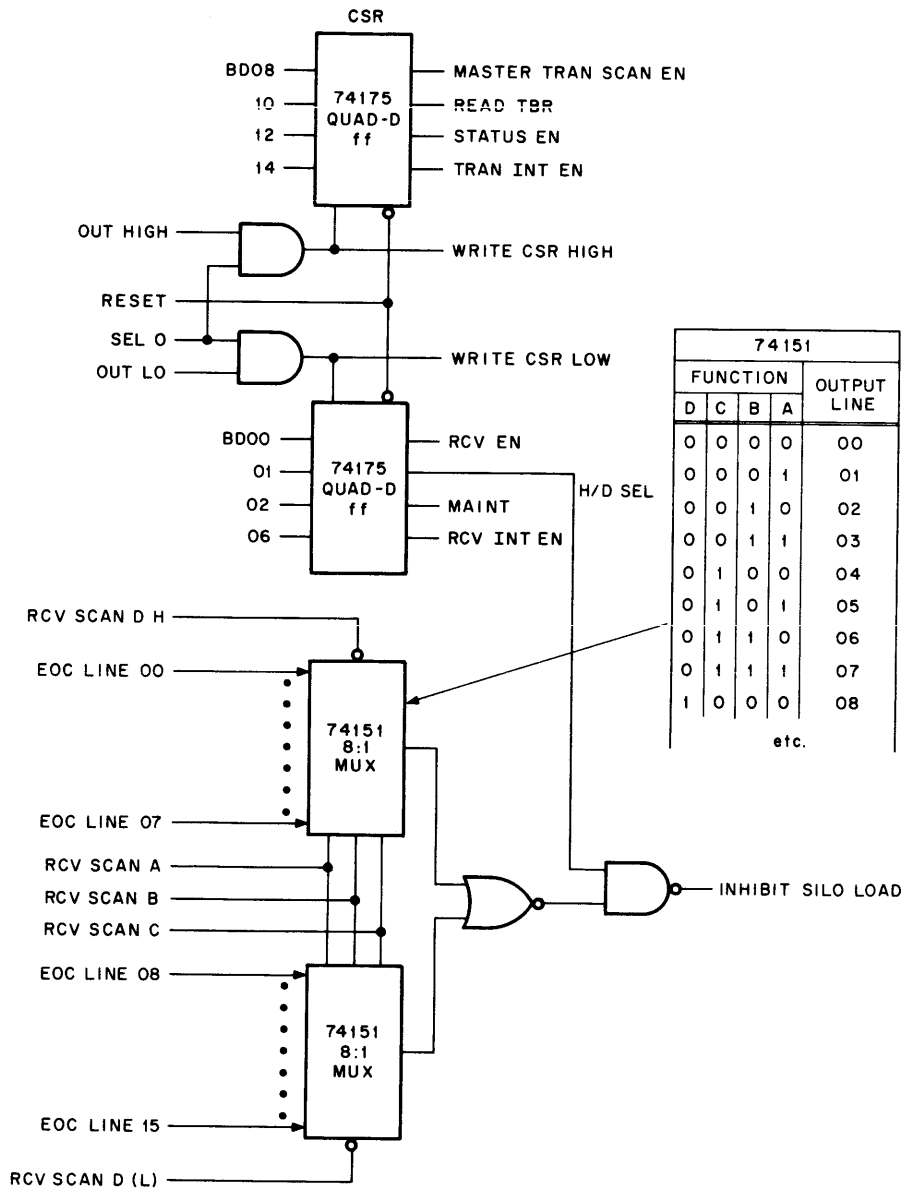 CSR
BD08
10
12
14
74175
QUAD-D
ff
MASTER TRAN SCAN EN
READ TBR
STATUS EN
TRAN INT EN
OUT HIGH
WRITE CSR HIGH
RESET
SEL 0
OUT LO
WRITE CSR LOW
BD00
01
02
06
74175
QUAD-D
ff
RCV EN
H/D SEL
MAINT
RCV INT EN
74151
FUNCTION
OUTPUT
LINE
D C B A
0 0 0 0 00
0 0 0 1 01
0 0 1 0 02
0 0 1 1 03
0 1 0 0 04
0 1 0 1 05
0 1 1 0 06
0 1 1 1 07
1 0 0 0 08
etc.
RCV SCAN D H
EOC LINE 00
74151
8:1
MUX
EOC LINE 07
RCV SCAN A
RCV SCAN B
RCV SCAN C
INHIBIT SILO LOAD
EOC LINE 08
74151
8:1
MUX
EOC LINE 15
RCV SCAN D (L)